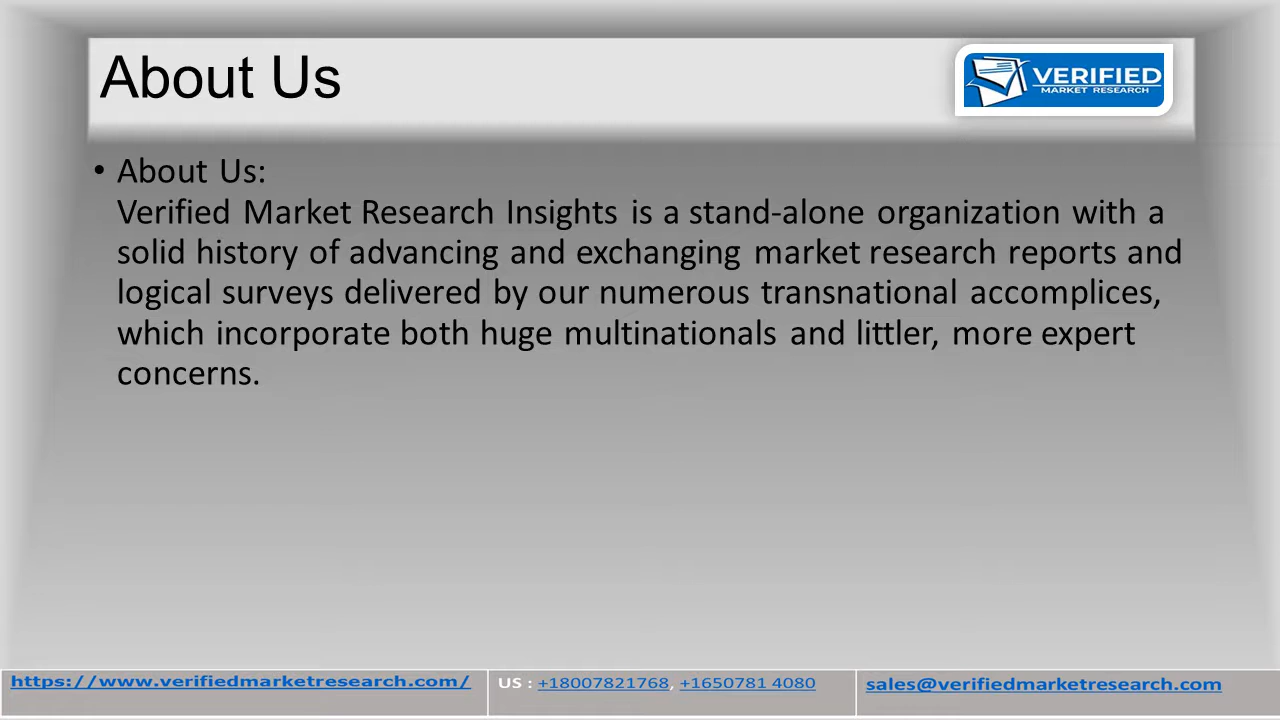 About Us
VERIFIED
MARKET RESEARCH
• About Us:
Verified Market Research Insights is a stand-alone organization with a
solid history of advancing and exchanging market research reports and
logical surveys delivered by our numerous transnational accomplices,
which incorporate both huge multinationals and littler, more expert
concerns.
https://www.verifiedmarketresearch.com/
US : +18007821768, +1650781 4080
sales@verifiedmarketresearch.com